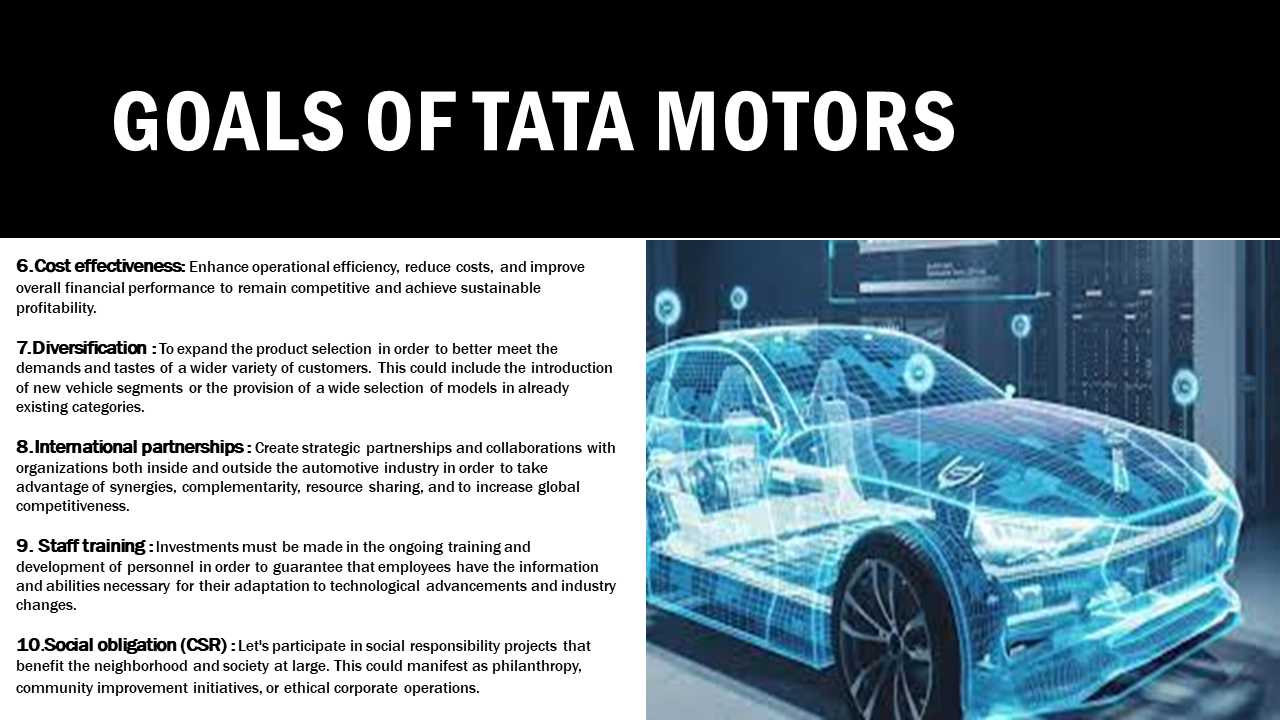 GOALS OF TATA MOTORS
6.Cost effectiveness: Enhance operational efficiency, reduce costs, and improve
overall financial performance to remain competitive and achieve sustainable
profitability.
7.Diversification : To expand the product selection in order to better meet the
demands and tastes of a wider variety of customers. This could include the introduction
of new vehicle segments or the provision of a wide selection of models in already
existing categories.
8.International partnerships : Create strategic partnerships and collaborations with
organizations both inside and outside the automotive industry in order to take
advantage of synergies, complementarity, resource sharing, and to increase global
competitiveness.
9. Staff training : Investments must be made in the ongoing training and
development of personnel in order to guarantee that employees have the information
and abilities necessary for their adaptation to technological advancements and industry
changes.
10.Social obligation (CSR) : Let's participate in social responsibility projects that
benefit the neighborhood and society at large. This could manifest as philanthropy,
community improvement initiatives, or ethical corporate operations.